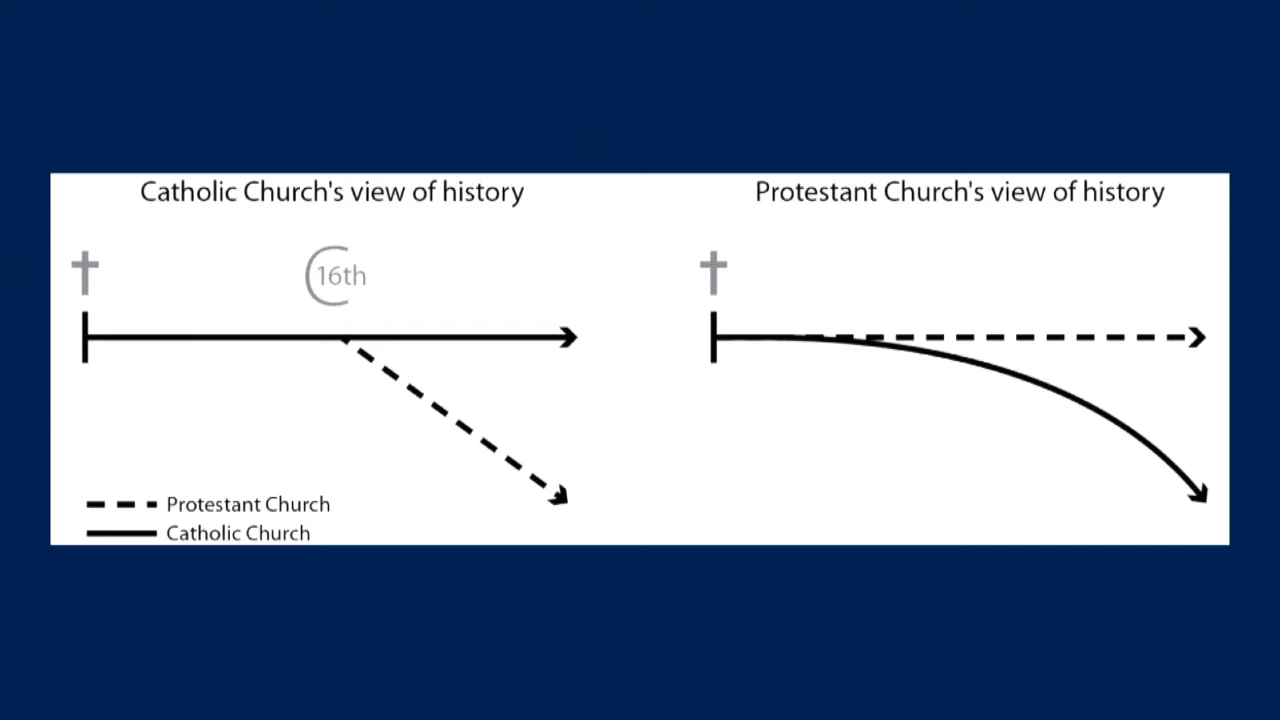 Catholic Church's view of history
Protestant Church's view of history
16th
Protestant Church
Catholic Church